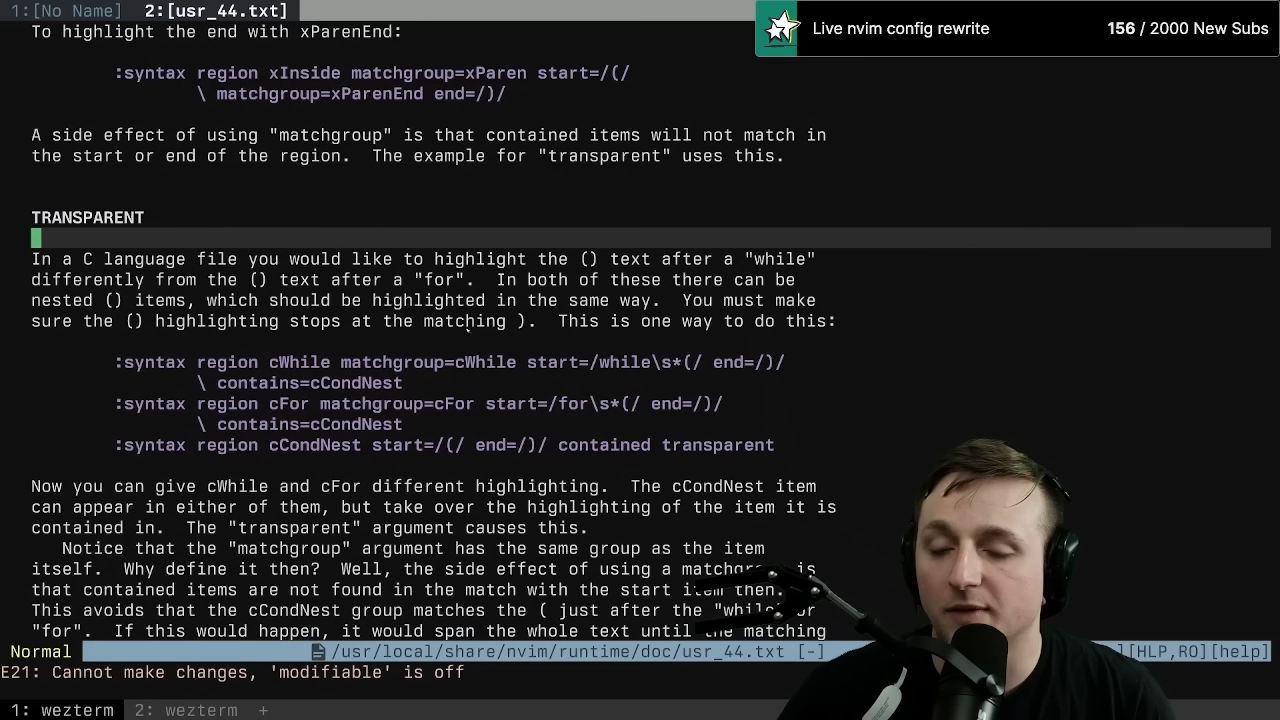 1:[No Name]  2:[usr_44.txt]
Live nvim config rewrite 156 / 2000 New Subs
To highlight the end with xParenEnd:
:syntax region xInside matchgroup=xParen start=/(/
\ matchgroup=xParenEnd end=/)/
A side effect of using "matchgroup" is that contained items will not match in
the start or end of the region.  The example for "transparent" uses this.
TRANSPARENT
In a C language file you would like to highlight the () text after a "while"
differently from the () text after a "for".  In both of these there can be
nested () items, which should be highlighted in the same way.  You must make
sure the () highlighting stops at the matching ).  This is one way to do this:
:syntax region cWhile matchgroup=cWhile start=/while\s*(/ end=/)/
\ contains=cCondNest
:syntax region cFor matchgroup=cFor start=/for\s*(/ end=/)/
\ contains=cCondNest
:syntax region cCondNest start=/(/ end=/)/ contained transparent
Now you can give cWhile and cFor different highlighting.  The cCondNest item
can appear in either of them, but take over the highlighting of the item it is
contained in.  The "transparent" argument causes this.
Notice that the "matchgroup" argument has the same group as the item
itself.  Why define it then?  Well, the side effect of using a matchgroup is
that contained items are not found in the match with the start item then.
This avoids that the cCondNest group matches the ( just after the "while" or
"for".  If this would happen, it would span the whole text until the matching
Normal /usr/local/share/nvim/runtime/doc/usr_44.txt [-] ][HLP,RO][help]
E21: Cannot make changes, 'modifiable' is off
1: wezterm  2: wezterm  +